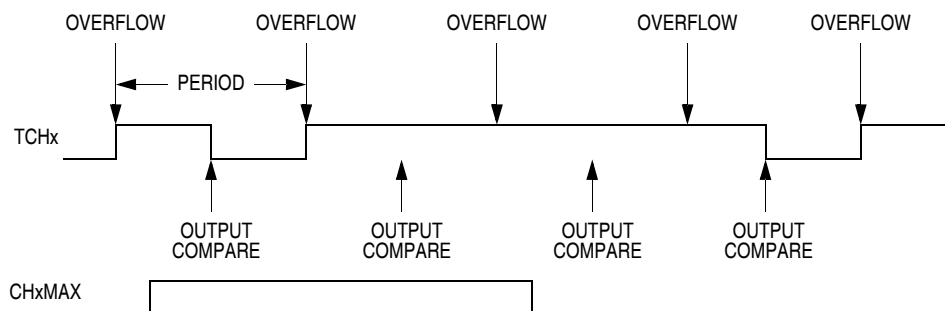 OVERFLOW OVERFLOW OVERFLOW OVERFLOW OVERFLOW
PERIOD
TCHx
OUTPUT COMPARE
OUTPUT COMPARE
OUTPUT COMPARE
OUTPUT COMPARE
CHxMAX